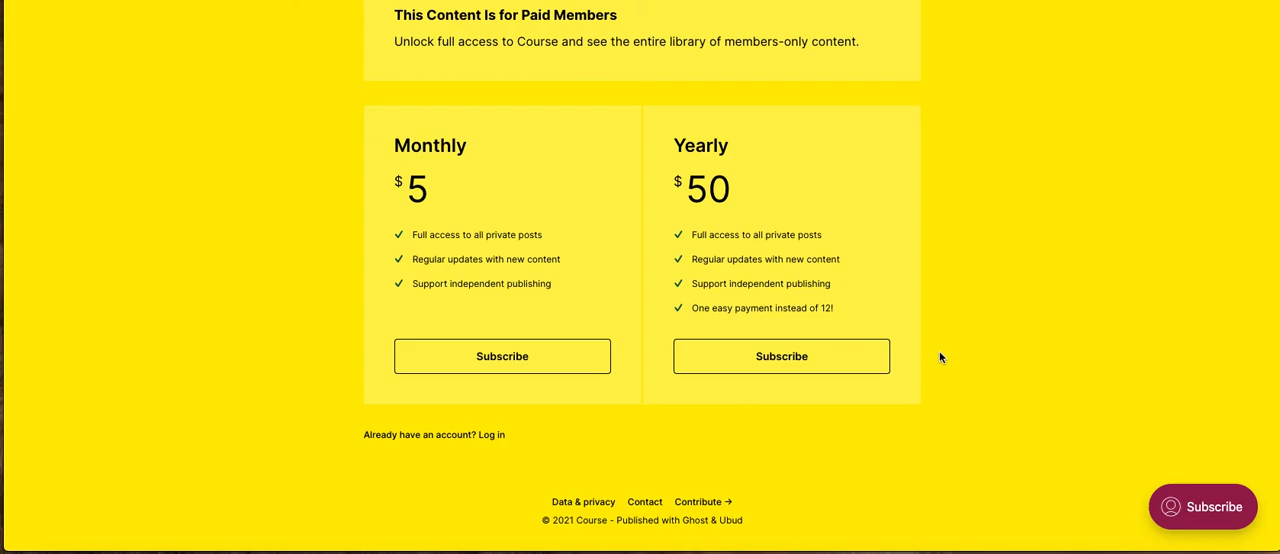 This Content Is for Paid Members
Unlock full access to Course and see the entire library of members-only content.
Monthly
$5
✓ Full access to all private posts
✓ Regular updates with new content
✓ Support independent publishing
Subscribe
Yearly
$50
✓ Full access to all private posts
✓ Regular updates with new content
✓ Support independent publishing
✓ One easy payment instead of 12!
Subscribe
Already have an account? Log in
Data & privacy Contact Contribute →
© 2021 Course - Published with Ghost & Ubud
Subscribe